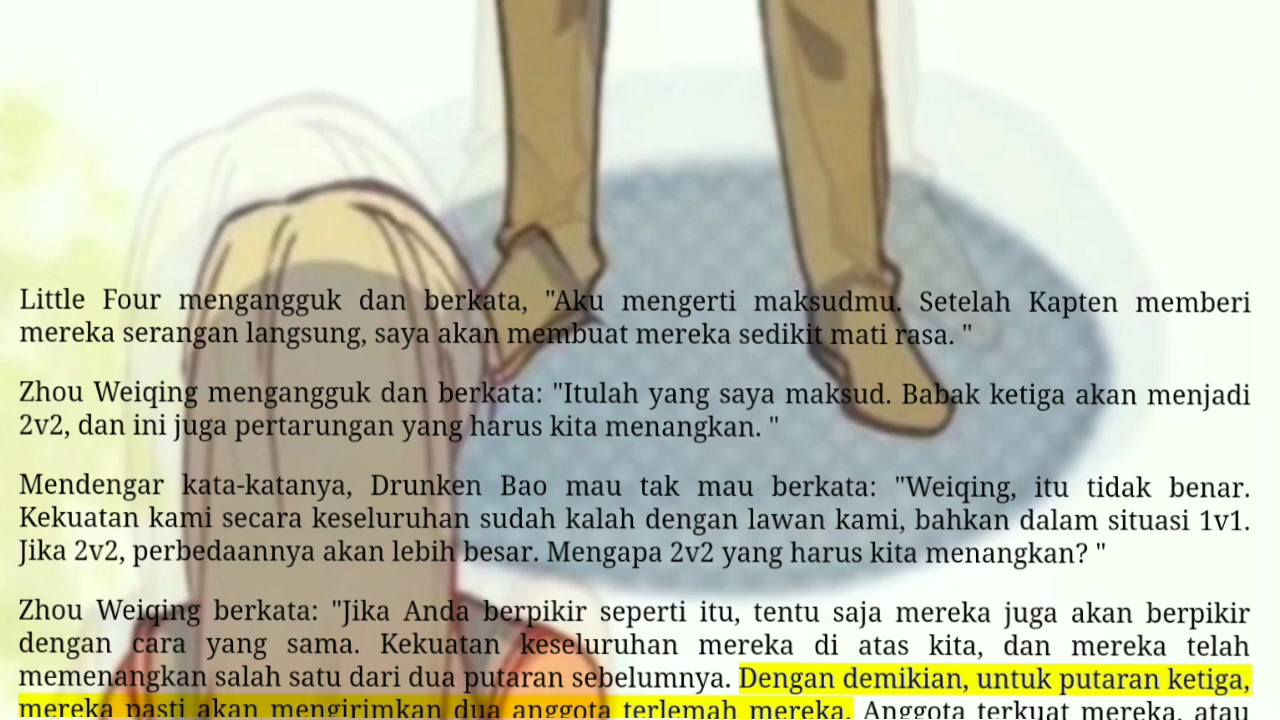 Little Four mengangguk dan berkata, "Aku mengerti maksudmu. Setelah Kapten memberi
mereka serangan langsung, saya akan membuat mereka sedikit mati rasa. "
Zhou Weiqing mengangguk dan berkata: "Itulah yang saya maksud. Babak ketiga akan menjadi
2v2, dan ini juga pertarungan yang harus kita menangkan. "
Mendengar kata-katanya, Drunken Bao mau tak mau berkata: "Weiqing, itu tidak benar.
Kekuatan kami secara keseluruhan sudah kalah dengan lawan kami, bahkan dalam situasi 1v1.
Jika 2v2, perbedaannya akan lebih besar. Mengapa 2v2 yang harus kita menangkan? "
Zhou Weiqing berkata: "Jika Anda berpikir seperti itu, tentu saja mereka juga akan berpikir
dengan cara yang sama. Kekuatan keseluruhan mereka di atas kita, dan mereka telah
memenangkan salah satu dari dua putaran sebelumnya. Dengan demikian, untuk putaran ketiga,
mereka pasti akan mengirimkan dua anggota terlemah mereka. Anggota terkuat mereka, atau